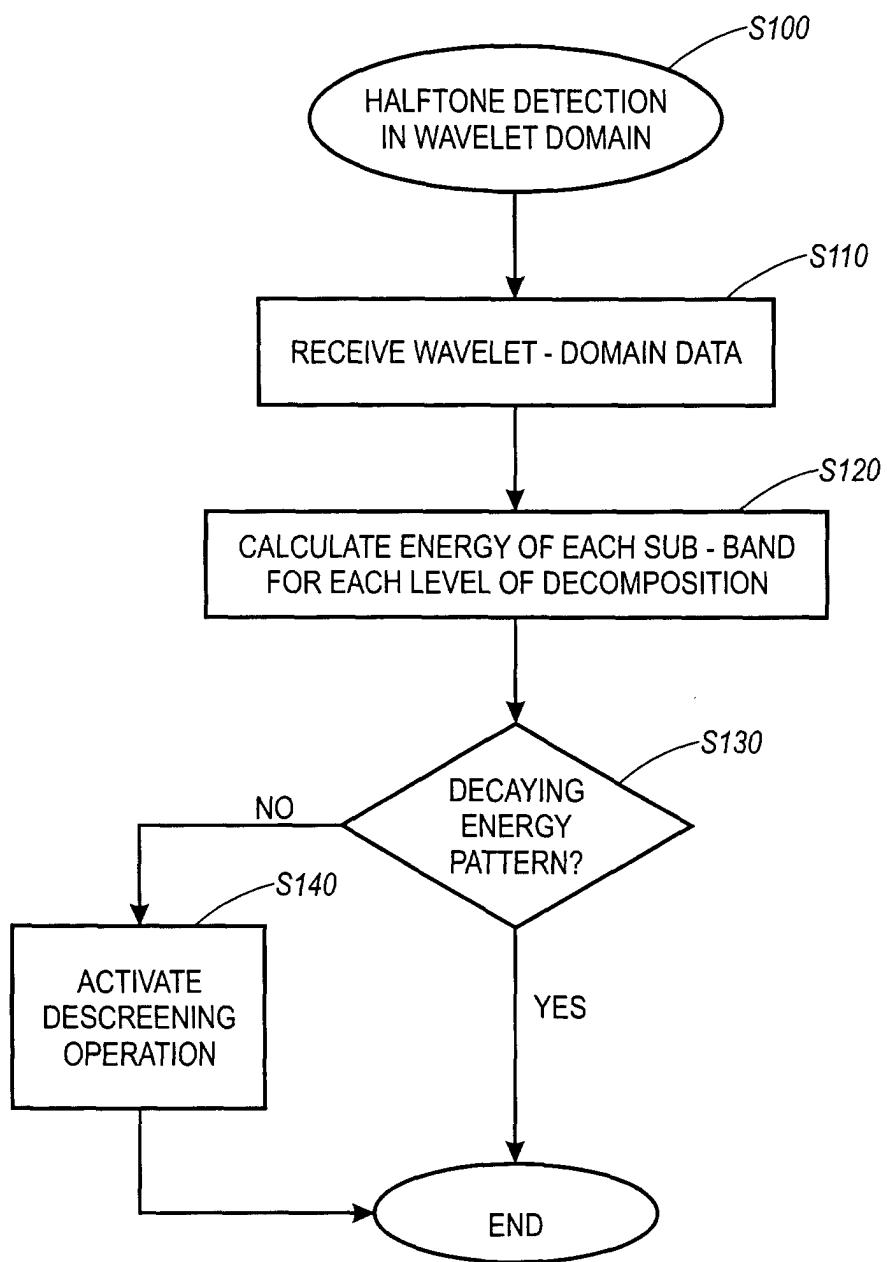 S100
HALFTONE DETECTION
IN WAVELET DOMAIN
S110
RECEIVE WAVELET - DOMAIN DATA
S120
CALCULATE ENERGY OF EACH SUB - BAND
FOR EACH LEVEL OF DECOMPOSITION
S130
DECAYING
ENERGY
PATTERN?
NO
S140
ACTIVATE
DESCREENING
OPERATION
YES
END